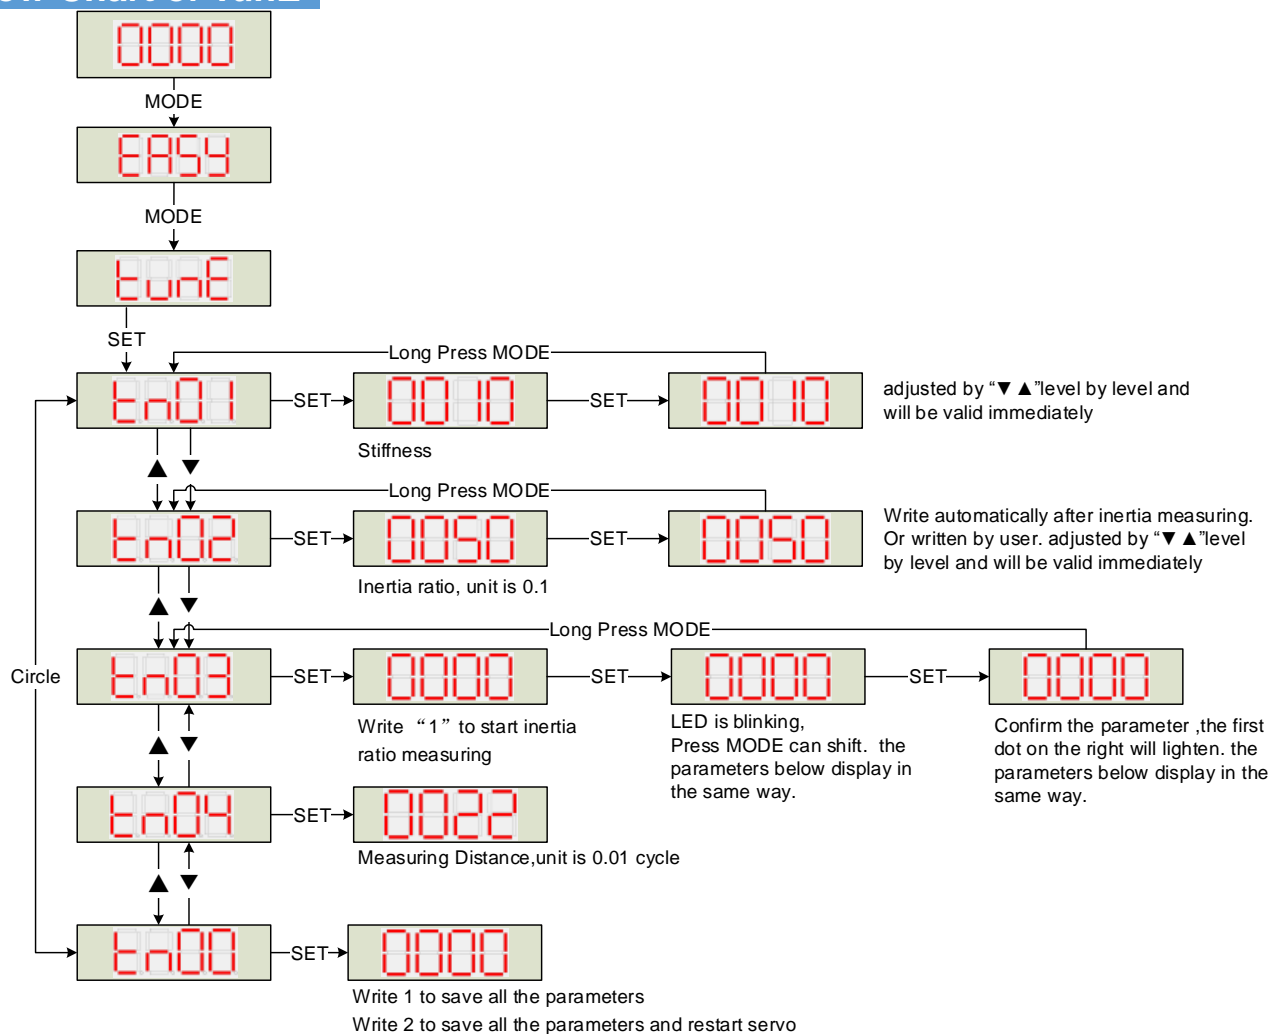 0000
MODE
EASY
MODE
tunE
SET
Long Press MODE
tn01
SET
0010
SET
0010
adjusted by “▼ ▲”level by level and
will be valid immediately
Stiffness
▲ ▼
Long Press MODE
tn02
SET
0050
SET
0050
Write automatically after inertia measuring.
Or written by user. adjusted by “▼ ▲”level
by level and will be valid immediately
Inertia ratio, unit is 0.1
▲ ▼
Long Press MODE
Circle
tn03
SET
0000
SET
0000
SET
0000
Write “1” to start inertia
ratio measuring
LED is blinking,
Press MODE can shift. the
parameters below display in
the same way.
Confirm the parameter ,the first
dot on the right will lighten. the
parameters below display in the
same way.
▲ ▼
tn04
SET
0022
Measuring Distance,unit is 0.01 cycle
▲ ▼
tn00
SET
0000
Write 1 to save all the parameters
Write 2 to save all the parameters and restart servo